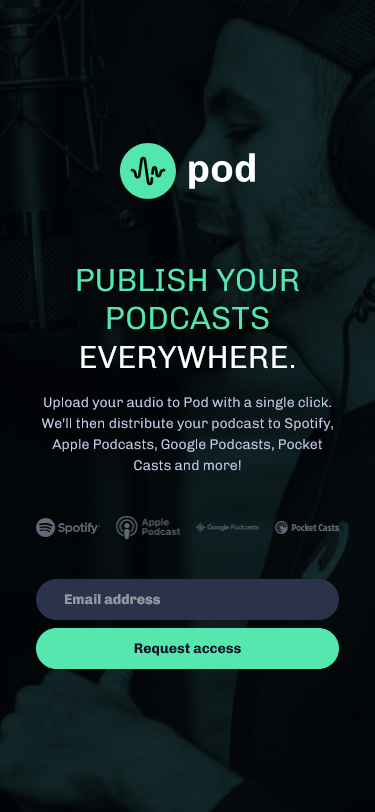 pod
PUBLISH YOUR
PODCASTS
EVERYWHERE.
Upload your audio to Pod with a single click.
We'll then distribute your podcast to Spotify,
Apple Podcasts, Google Podcasts, Pocket
Casts and more!
Spotify Apple Podcast Google Podcasts Pocket Casts
Email address
Request access